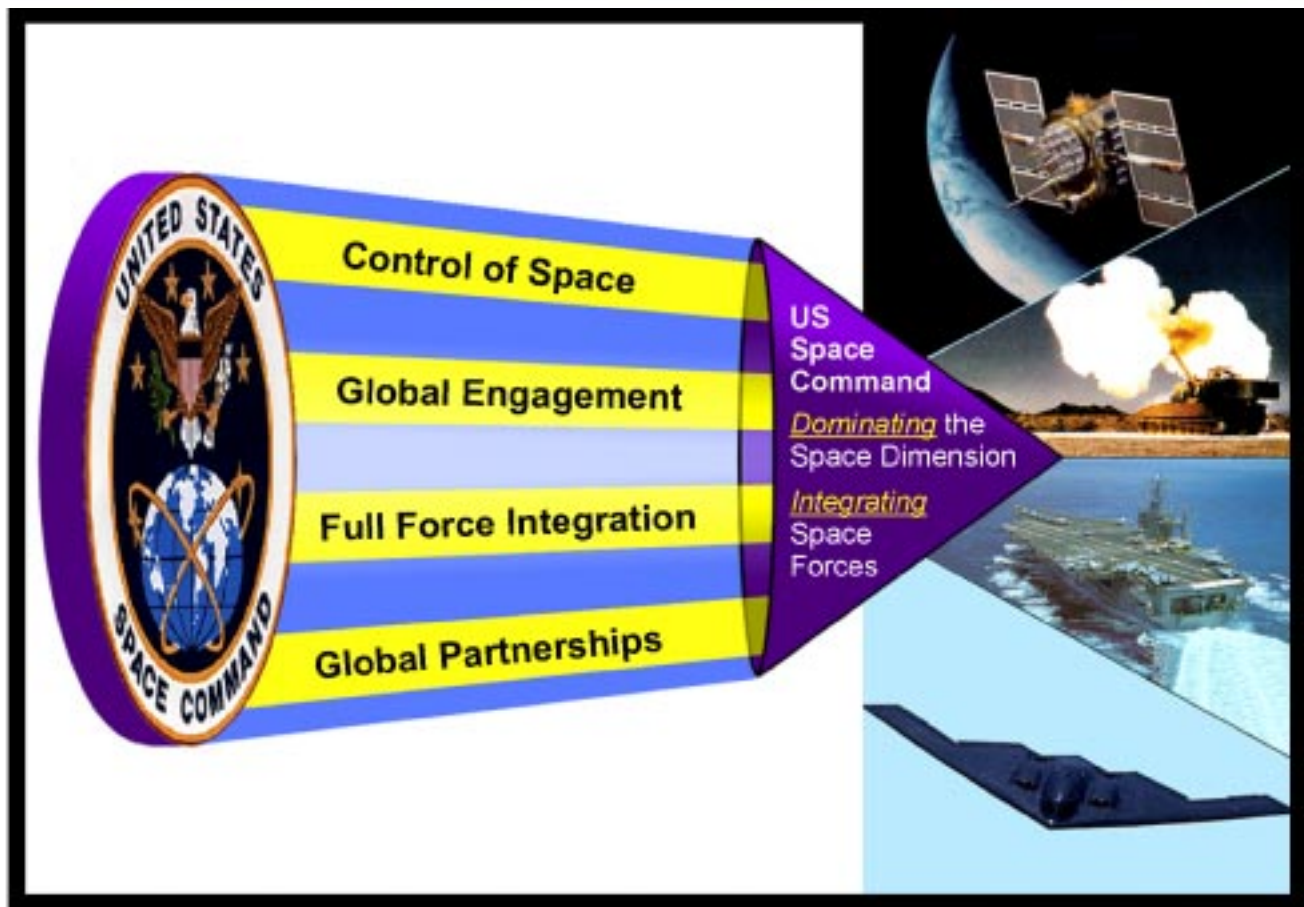 UNITED STATES
SPACE COMMAND
Control of Space
Global Engagement
Full Force Integration
Global Partnerships
US
Space
Command
Dominating the
Space Dimension
Integrating
Space
Forces